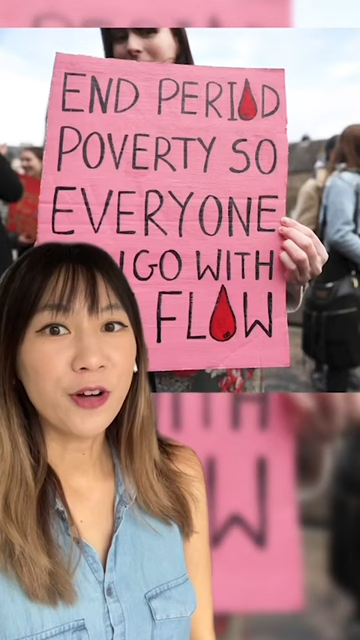 END PERIOD
POVERTY SO
EVERYONE
GO WITH
FLOW